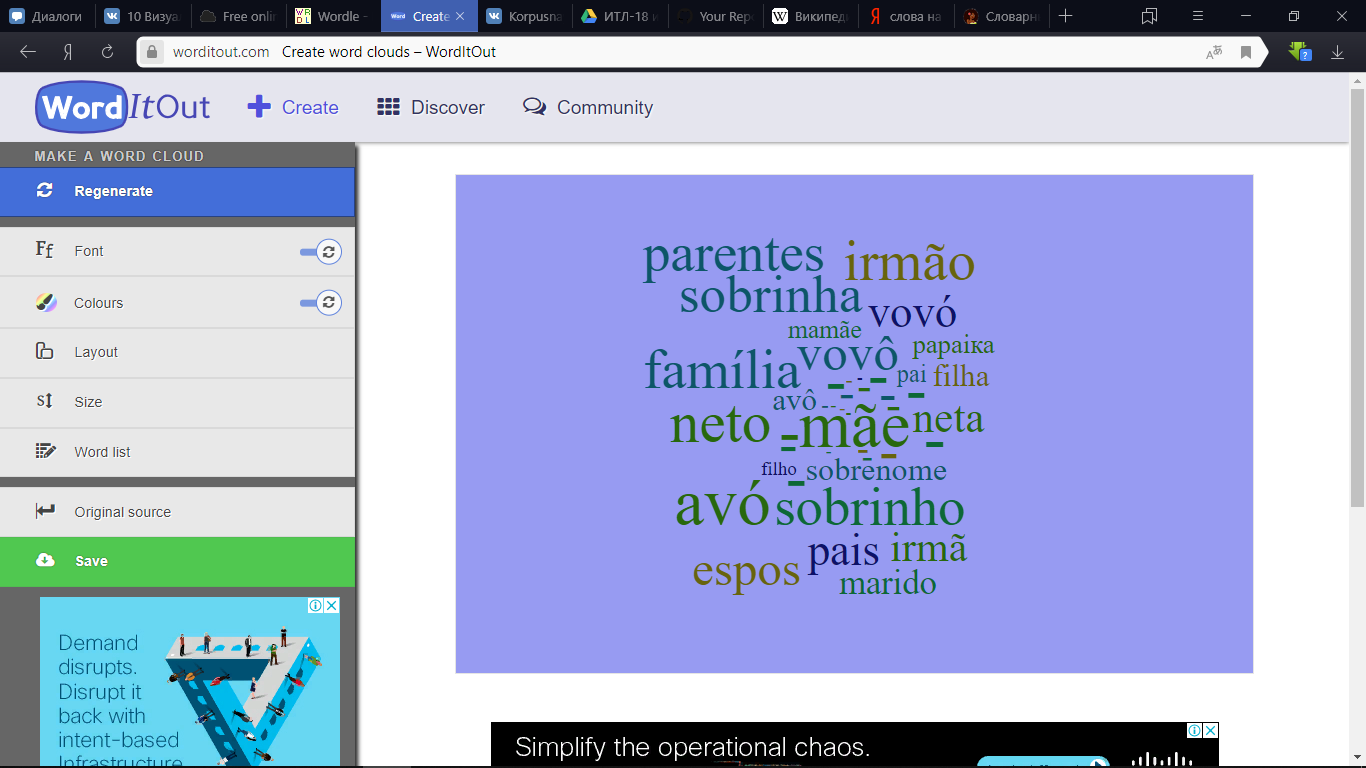 Диалоги
10 Визуа
Free onlin
Wordle –
Create
Korpusna
ИТЛ-18 и
Your Rep
Википед
слова на
Словарн
worditout.com Create word clouds – WordItOut
WordItOut
Create
Discover
Community
MAKE A WORD CLOUD
Regenerate
Font
Colours
Layout
Size
Word list
Original source
Save
parentes irmão
sobrinha vovó
mamãe
família vovô papaiка
pai filha
avô
neto mãe neta
filho sobrenome
avó sobrinho
pais irmã
espos marido
Demand
disrupts.
Disrupt it
back with
intent-based
Infrastructure
Simplify the operational chaos.